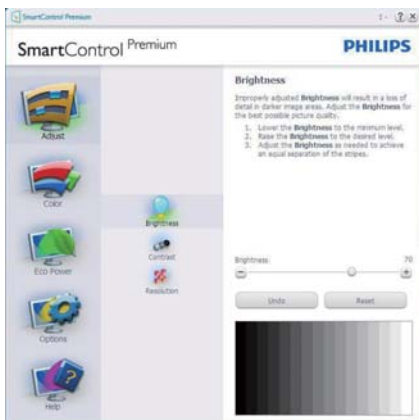 SmartControl Premium
SmartControl Premium
PHILIPS
Adjust
Color
Eco Power
Options
Help
Brightness
Contrast
Resolution
Brightness
Improperly adjusted Brightness will result in a loss of
detail in darker image areas. Adjust the Brightness for
the best possible picture quality.
1. Lower the Brightness to the minimum level.
2. Raise the Brightness to the desired level.
3. Adjust the Brightness as needed to achieve
an equal separation of the stripes.
Brightness
70
Undo
Reset